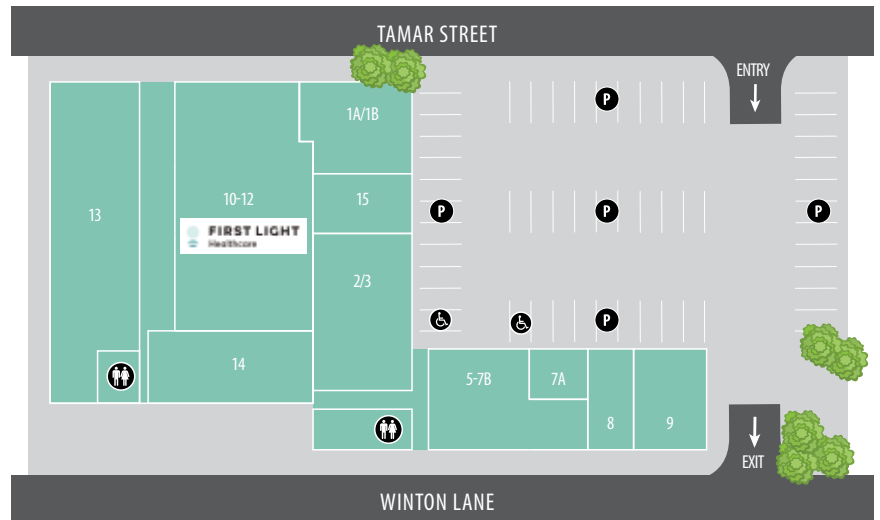 TAMAR STREET
ENTRY
1A/1B
P
10-12
15
13
P
P
P
FIRST LIGHT
Healthcare
2/3
P
14
5-7B
7A
8
9
EXIT
WINTON LANE